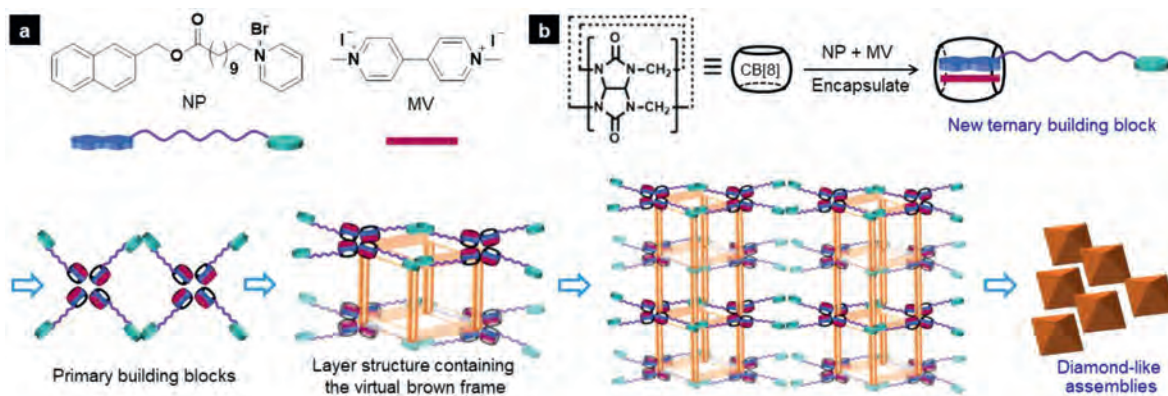 a
O
O
Br⁻
N⁺
9
NP
I⁻
N⁺
N⁺
I⁻
MV
b
O
N N—CH₂
N N—CH₂
O
≡
CB[8]
NP + MV
Encapsulate
New ternary building block
Primary building blocks
Layer structure containing
the virtual brown frame
Diamond-like
assemblies